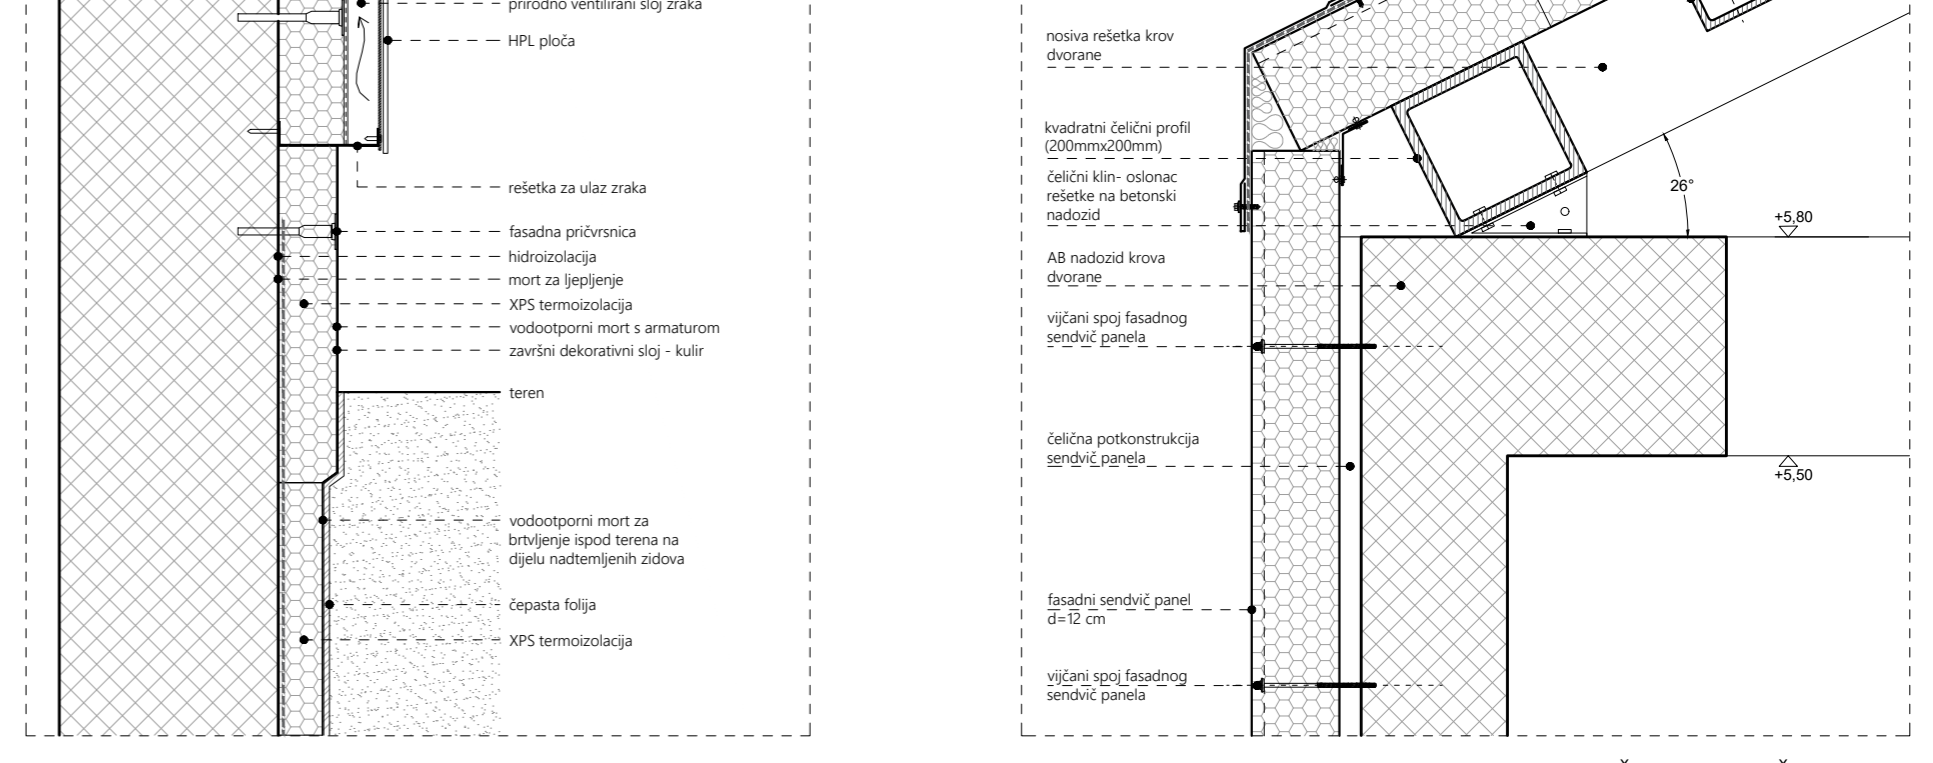 prirodno ventilirani sloj zraka
HPL ploča
rešetka za ulaz zraka
fasadna pričvrsnica
hidroizolacija
mort za ljepljenje
XPS termoizolacija
vodootporni mort s armaturom
završni dekorativni sloj - kulir
teren
vodootporni mort za
brtvljenje ispod terena na
dijelu nadtemljenih zidova
čepasta folija
XPS termoizolacija
nosiva rešetka krov
dvorane
kvadratni čelični profil
(200mmx200mm)
čelični klin- oslonac
rešetke na betonski
nadozid
AB nadozid krova
dvorane
vijčani spoj fasadnog
sendvič panela
čelična potkonstrukcija
sendvič panela
fasadni sendvič panel
d=12 cm
vijčani spoj fasadnog
sendvič panela
26°
+5,80
+5,50